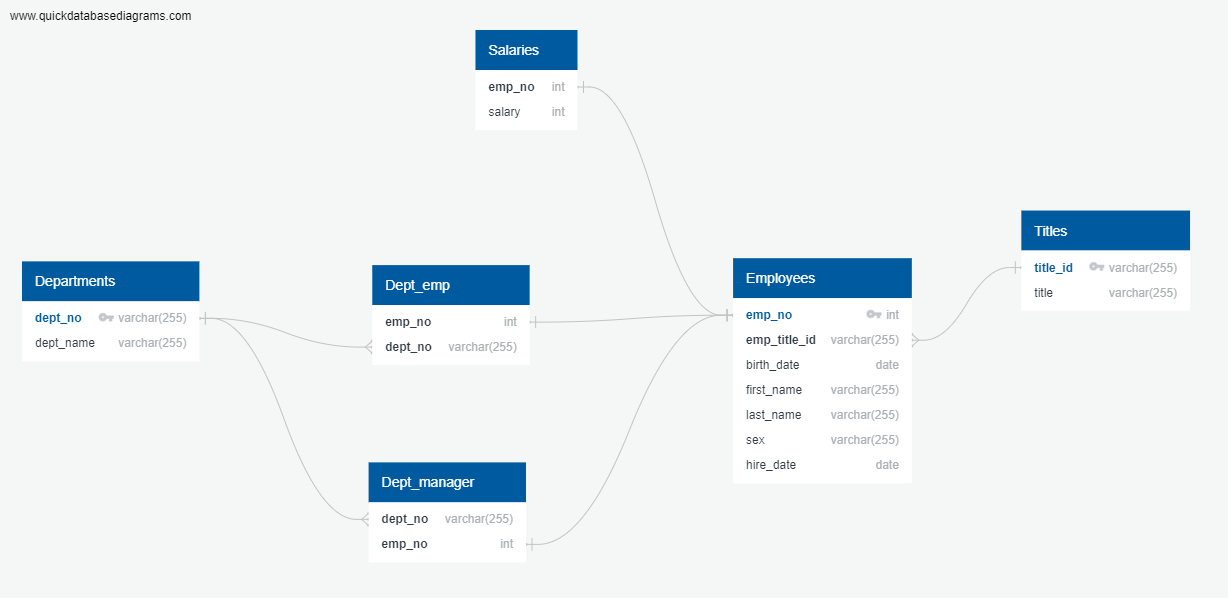 www.quickdatabasediagrams.com
Salaries
emp_no int
salary int
Departments
dept_no varchar(255)
dept_name varchar(255)
Dept_emp
emp_no int
dept_no varchar(255)
Dept_manager
dept_no varchar(255)
emp_no int
Employees
emp_no int
emp_title_id varchar(255)
birth_date date
first_name varchar(255)
last_name varchar(255)
sex varchar(255)
hire_date date
Titles
title_id varchar(255)
title varchar(255)